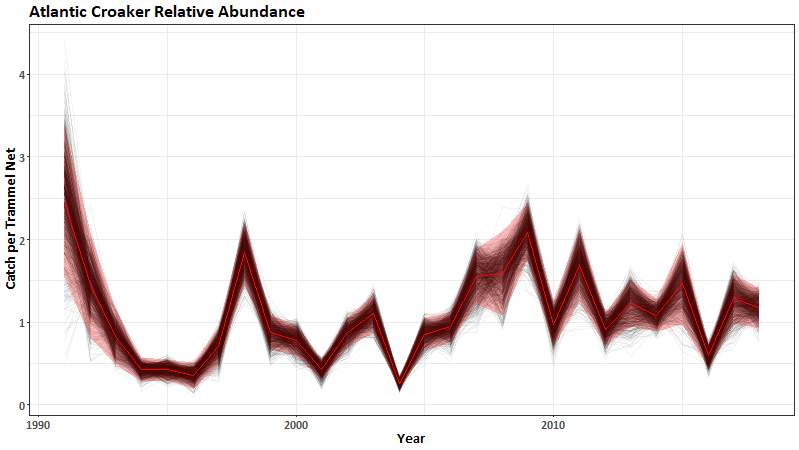 Atlantic Croaker Relative Abundance
Catch per Trammel Net
4
3
2
1
0
1990 2000 2010
Year